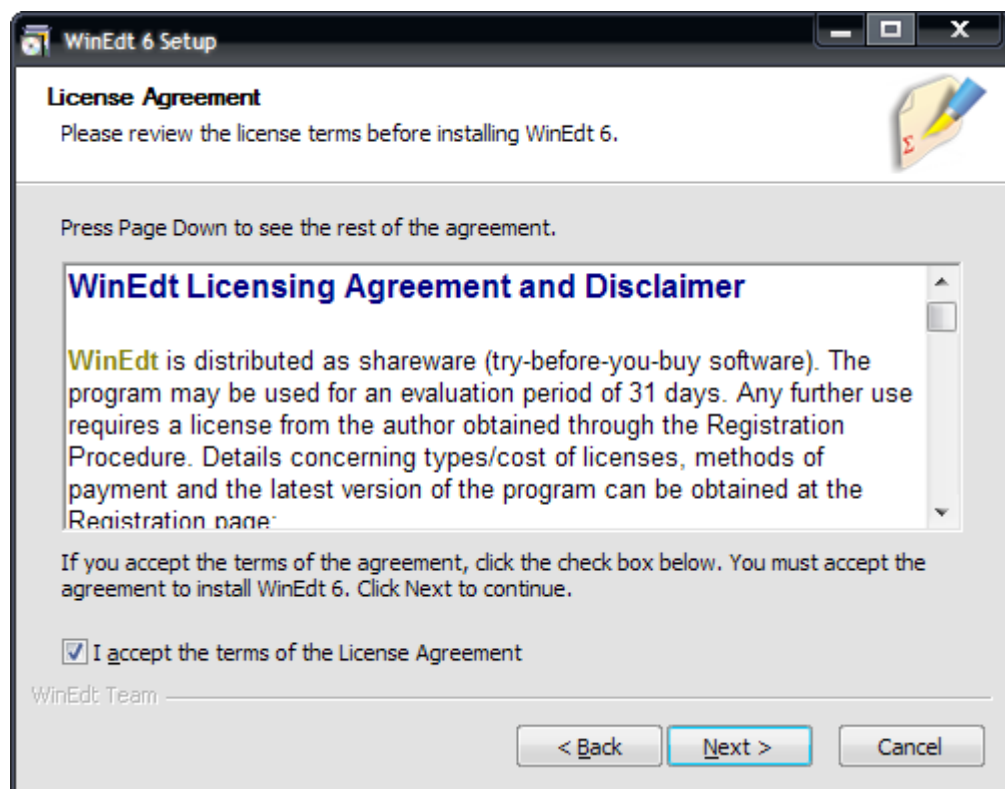 WinEdt 6 Setup
License Agreement
Please review the license terms before installing WinEdt 6.
Σ
Press Page Down to see the rest of the agreement.
WinEdt Licensing Agreement and Disclaimer
WinEdt is distributed as shareware (try-before-you-buy software). The
program may be used for an evaluation period of 31 days. Any further use
requires a license from the author obtained through the Registration
Procedure. Details concerning types/cost of licenses, methods of
payment and the latest version of the program can be obtained at the
Registration page:
If you accept the terms of the agreement, click the check box below. You must accept the
agreement to install WinEdt 6. Click Next to continue.
I accept the terms of the License Agreement
WinEdt Team
< Back Next > Cancel